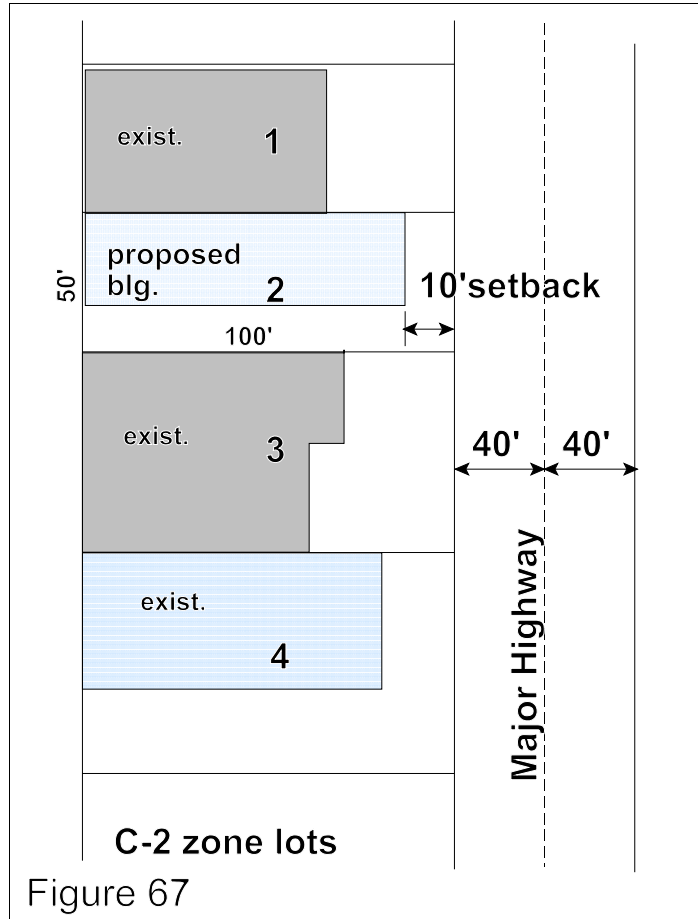 exist. 1
proposed
blg. 2
50'
10'setback
100'
exist. 3
40' 40'
exist.
4
Major Highway
C-2 zone lots
Figure 67